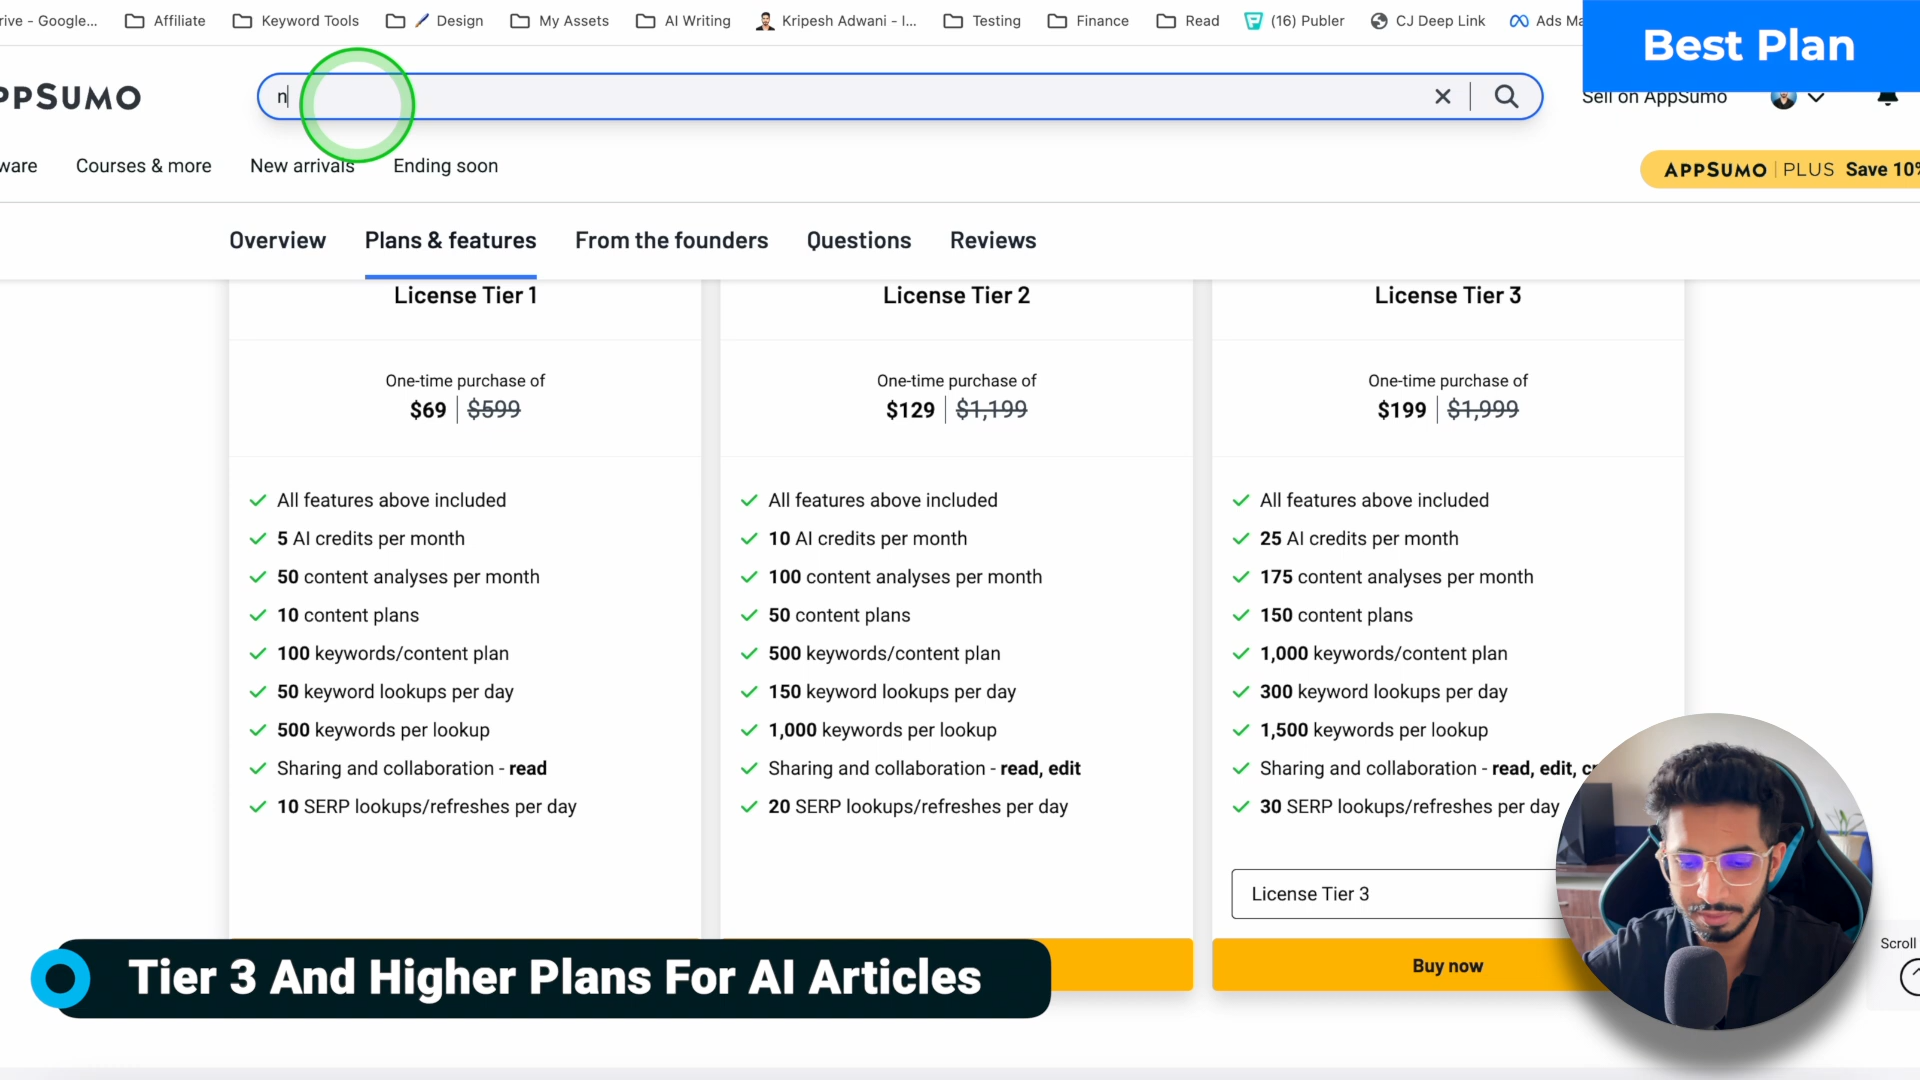 rive - Google...
Affiliate
Keyword Tools
Design
My Assets
AI Writing
Kripesh Adwani - I...
Testing
Finance
Read
(16) Publer
CJ Deep Link
Ads Ma
Best Plan
PPSUMO
n
Sell on AppSumo
ware
Courses & more
New arrivals
Ending soon
APPSUMO | PLUS Save 10%
Overview
Plans & features
From the founders
Questions
Reviews
License Tier 1
One-time purchase of
$69 | $599
All features above included
5 AI credits per month
50 content analyses per month
10 content plans
100 keywords/content plan
50 keyword lookups per day
500 keywords per lookup
Sharing and collaboration - read
10 SERP lookups/refreshes per day
License Tier 2
One-time purchase of
$129 | $1,199
All features above included
10 AI credits per month
100 content analyses per month
50 content plans
500 keywords/content plan
150 keyword lookups per day
1,000 keywords per lookup
Sharing and collaboration - read, edit
20 SERP lookups/refreshes per day
License Tier 3
One-time purchase of
$199 | $1,999
All features above included
25 AI credits per month
175 content analyses per month
150 content plans
1,000 keywords/content plan
300 keyword lookups per day
1,500 keywords per lookup
Sharing and collaboration - read, edit, cr
30 SERP lookups/refreshes per day
License Tier 3
Buy now
Scroll
Tier 3 And Higher Plans For AI Articles